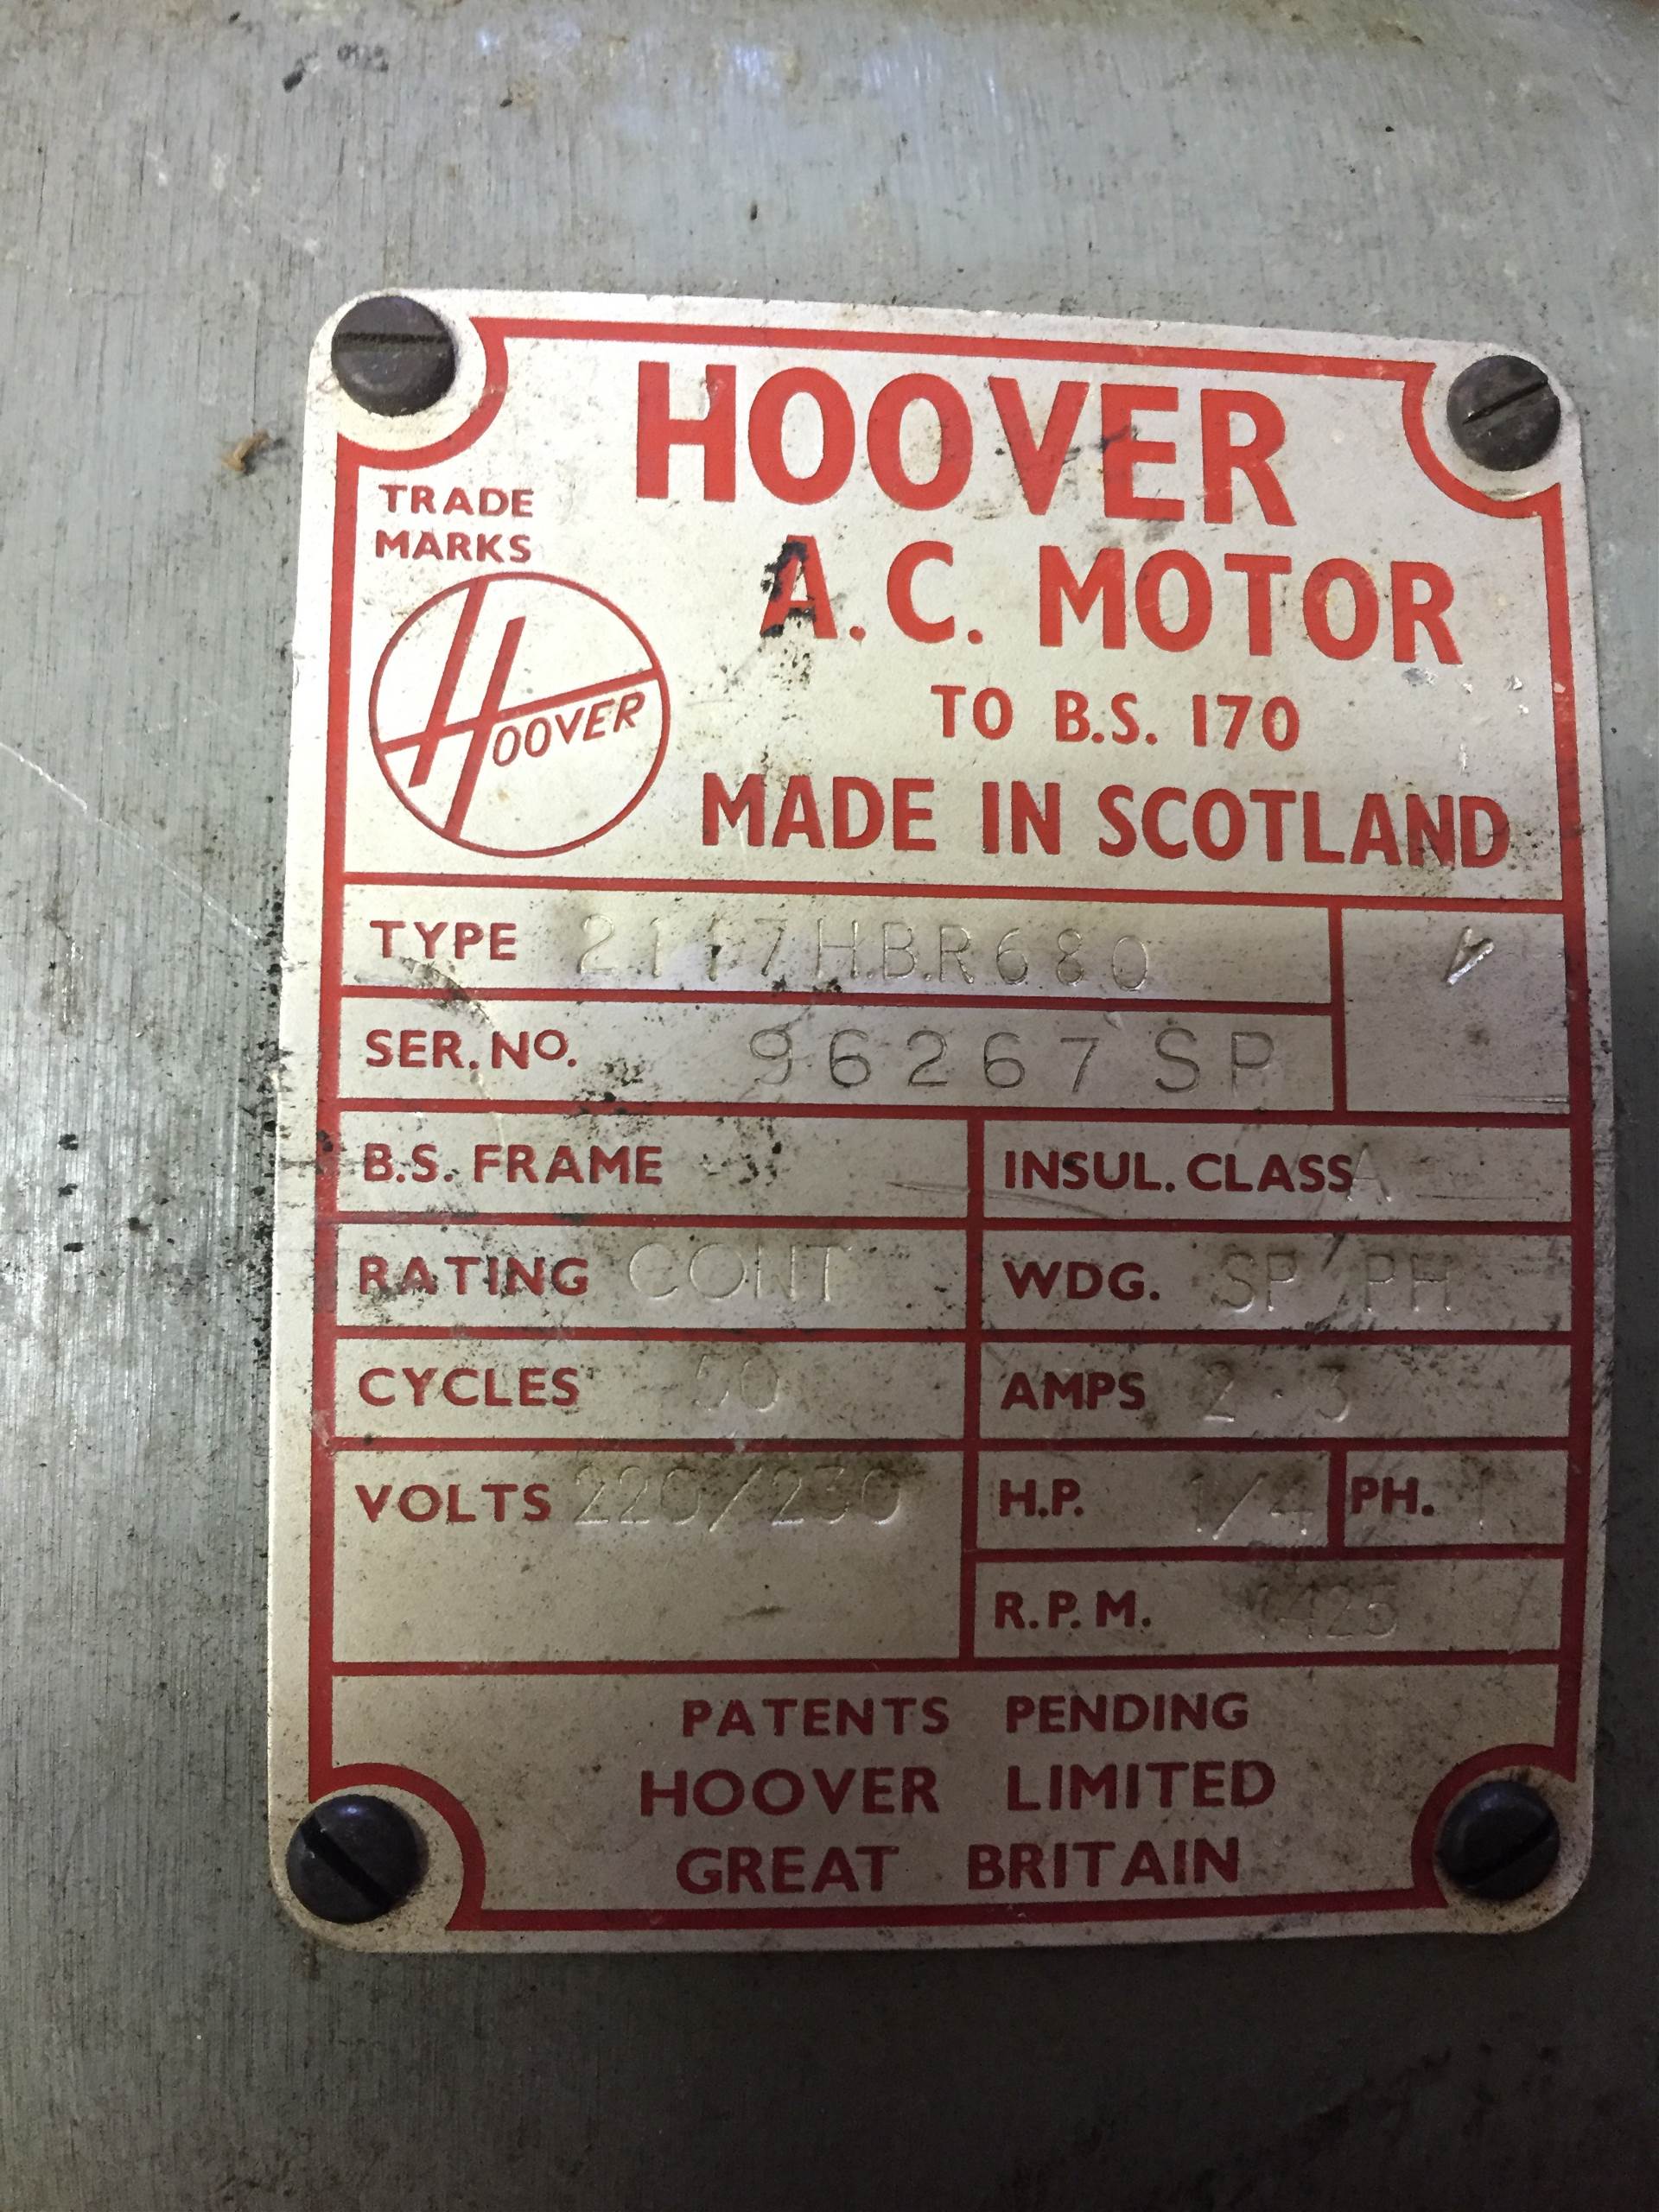 HOOVER
A.C. MOTOR
TO B.S. 170
MADE IN SCOTLAND
TRADE
MARKS
HOOVER
TYPE 2117HBR680
SER. NO. 96267 SP
B.S. FRAME
INSUL. CLASS A
RATING CONT
WDG. SP/PH
CYCLES 50
AMPS 2.3
VOLTS 220/230
H.P. 1/4
PH. 1
R.P.M. 1425
PATENTS PENDING
HOOVER LIMITED
GREAT BRITAIN